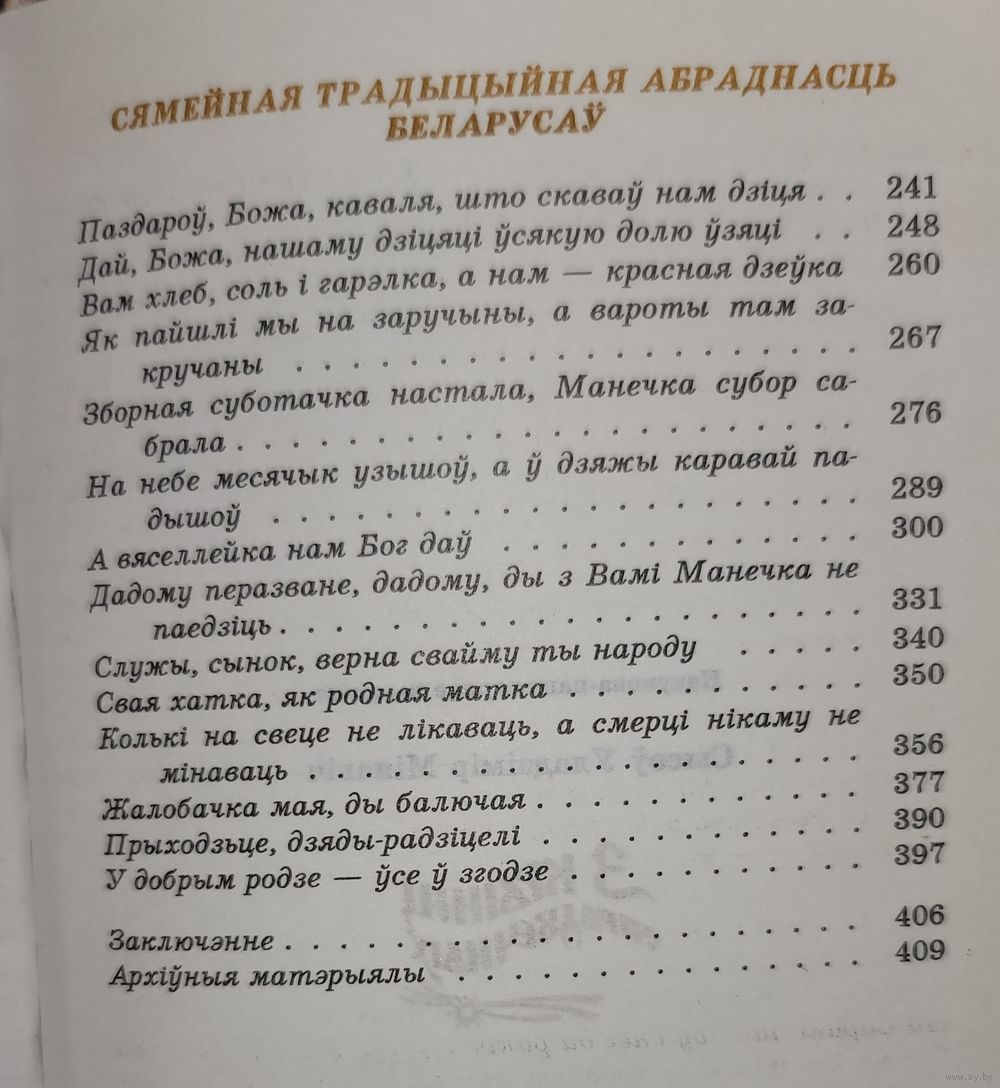 СЯМЕЙНАЯ ТРАДЫЦЫЙНАЯ АБРАДНАСЦЬ
БЕЛАРУСАЎ
Паздароў, Божа, каваля, што скаваў нам дзіця . . 241
Дай, Божа, нашаму дзіцяці ўсякую долю ўзяці . . 248
Вам хлеб, соль і гарэлка, а нам — красная дзеўка 260
Як пайшлі мы на заручыны, а вароты там за-
кручаны . . . . . . . . . . . . . . . . . . . . 267
Зборная суботачка настала, Манечка субор са-
брала . . . . . . . . . . . . . . . . . . . . . . 276
На небе месячык узышоў, а ў дзяжы каравай па-
дышоў . . . . . . . . . . . . . . . . . . . . . 289
А вяселлейка нам Бог даў . . . . . . . . . . . . . 300
Дадому перазване, дадому, ды з Вамі Манечка не
паедзіць . . . . . . . . . . . . . . . . . . . . . 331
Служы, сынок, верна свайму ты народу . . . . . 340
Свая хатка, як родная матка . . . . . . . . . . . 350
Колькі на свеце не лікаваць, а смерці нікаму не
мінаваць . . . . . . . . . . . . . . . . . . . . 356
Жалобачка мая, ды балючая . . . . . . . . . . . . 377
Прыходзьце, дзяды-радзіцелі . . . . . . . . . . . . 390
У добрым родзе — ўсе ў згодзе . . . . . . . . . . . 397
Заключэнне . . . . . . . . . . . . . . . . . . . . . 406
Архіўныя матэрыялы . . . . . . . . . . . . . . . 409
www.ay.by